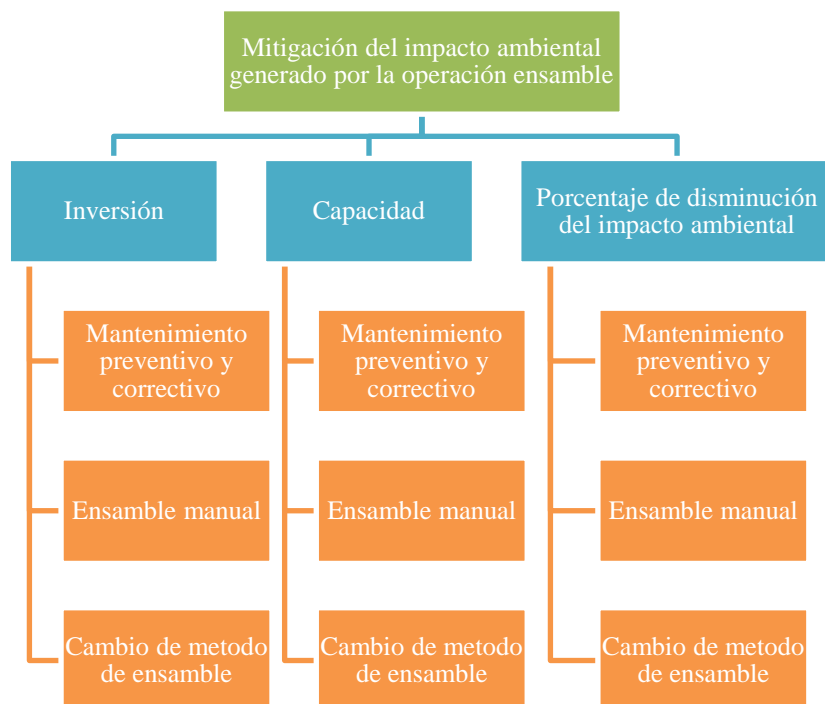 Mitigación del impacto ambiental
generado por la operación ensamble
Inversión
Capacidad
Porcentaje de disminución
del impacto ambiental
Mantenimiento
preventivo y
correctivo
Mantenimiento
preventivo y
correctivo
Mantenimiento
preventivo y
correctivo
Ensamble manual
Ensamble manual
Ensamble manual
Cambio de metodo
de ensamble
Cambio de metodo
de ensamble
Cambio de metodo
de ensamble